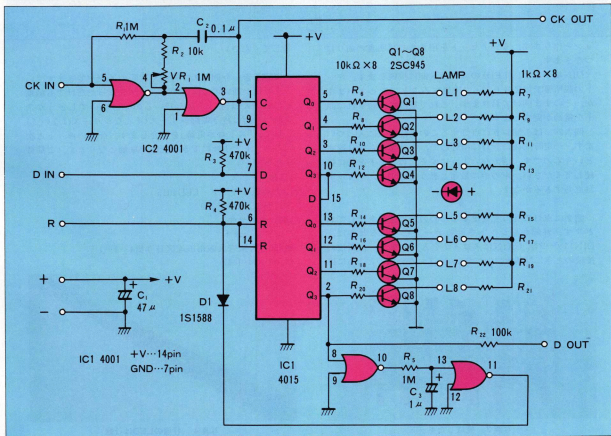 R₁ 1M
C₂
0.1μ
CK OUT
R₂ 10k
+V
Q1～Q8
2SC945
10kΩ×8
LAMP
1kΩ×8
+V
CK IN
5
6
4
VR₁ 1M
2
1
3
IC2 4001
1
C
9
C
Q₀
5
R₆
Q1
L1
R₇
Q₁
4
R₈
Q2
L2
R₉
Q₂
3
R₁₀
Q3
L3
R₁₁
Q₃
10
R₁₂
Q4
L4
R₁₃
D
15
+V
R₃
470k
D IN
7
D
+V
R₄
470k
R
6
R
14
R
− +
Q₀
13
R₁₄
Q5
L5
R₁₅
Q₁
12
R₁₆
Q6
L6
R₁₇
Q₂
11
R₁₈
Q7
L7
R₁₉
Q₃
2
R₂₀
Q8
L8
R₂₁
+
+V
+
C₁
47μ
−
D1
1S1588
IC1
4015
R₂₂ 100k
D OUT
IC1 4001
+V…14pin
GND…7pin
8
9
10
R₅
1M
+
C₃
1μ
13
12
11